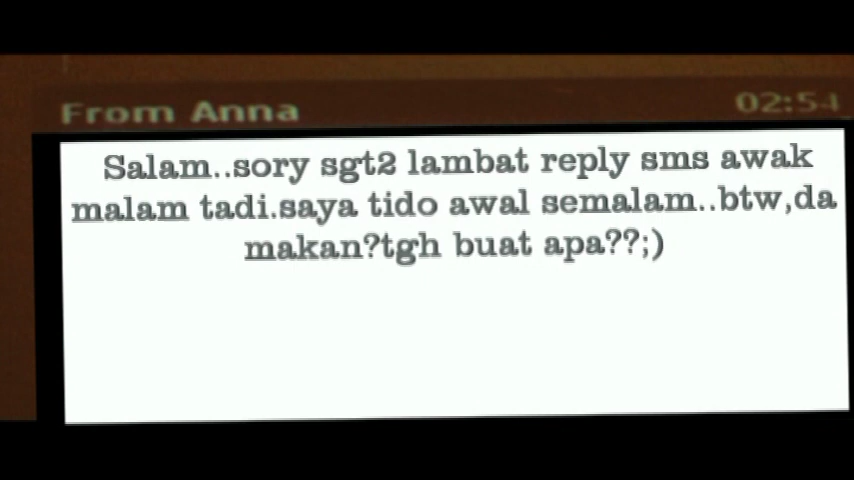 From Anna
02:54
Salam..sory sgt2 lambat reply sms awak
malam tadi.saya tido awal semalam..btw,da
makan?tgh buat apa??;)